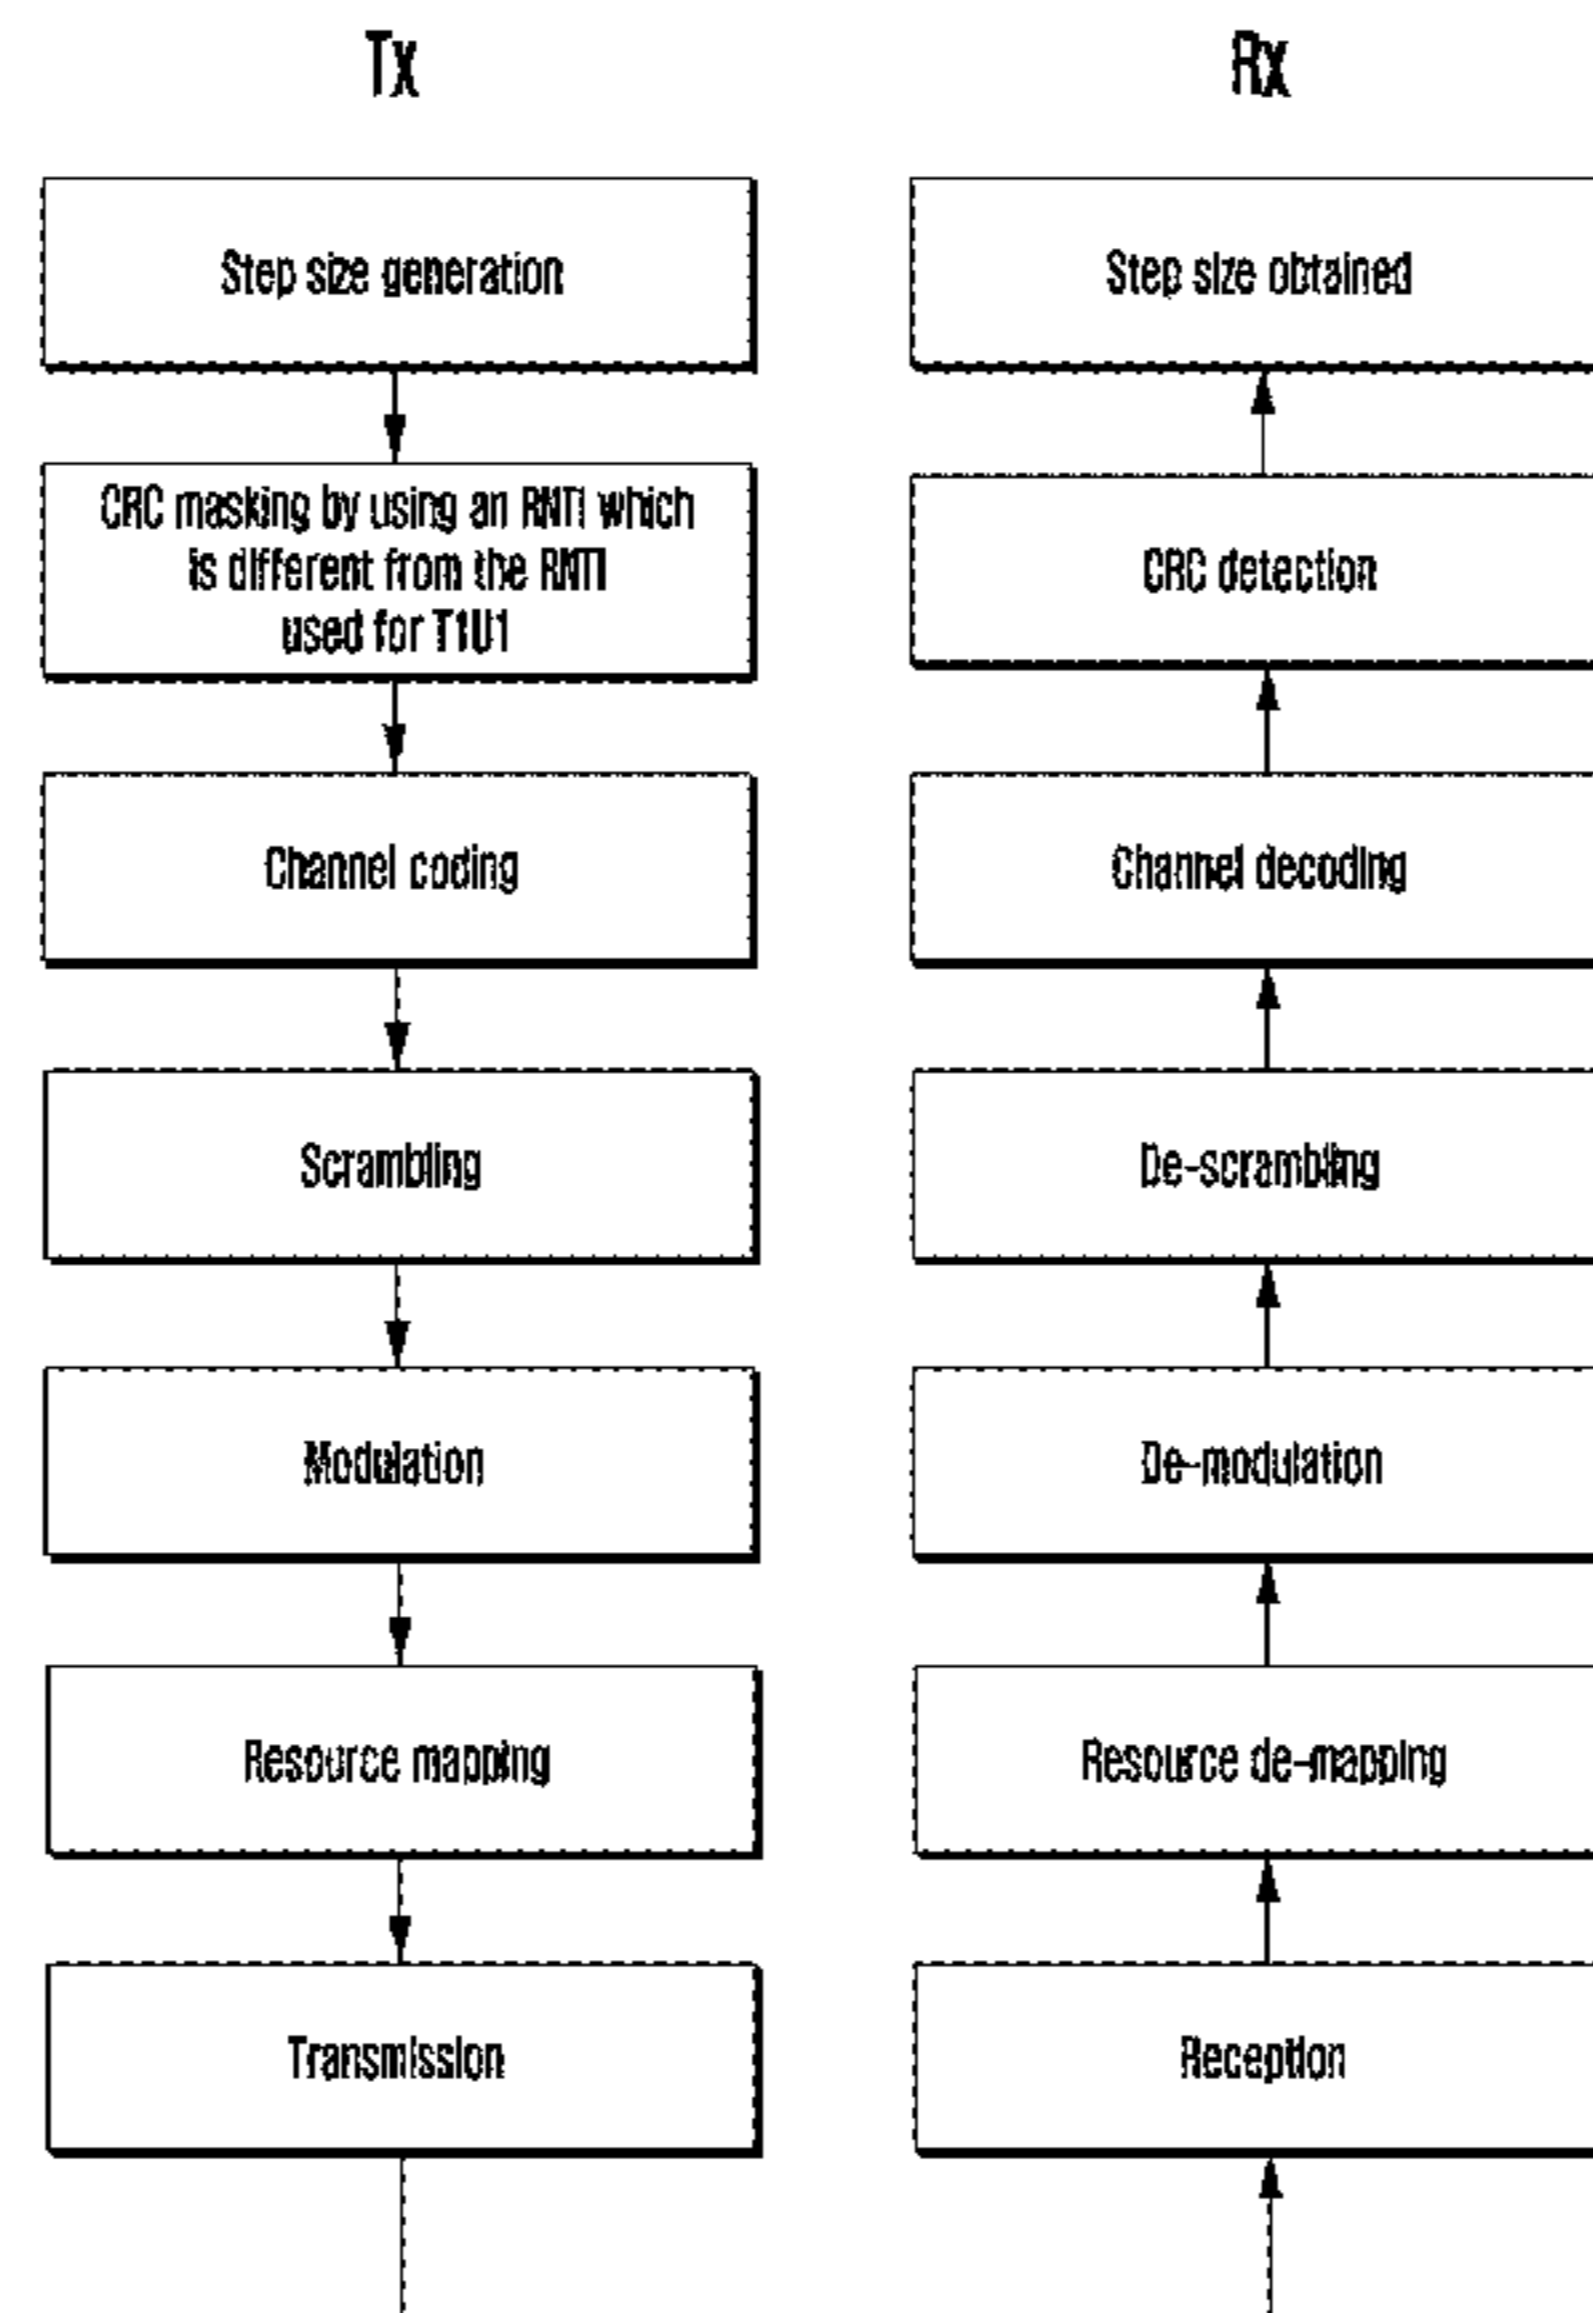 Tx
Step size generation
CRC masking by using an RNTI which
is different from the RNTI
used for T1U1
Channel coding
Scrambling
Modulation
Resource mapping
Transmission
Rx
Step size obtained
CRC detection
Channel decoding
De-scrambling
De-modulation
Resource de-mapping
Reception